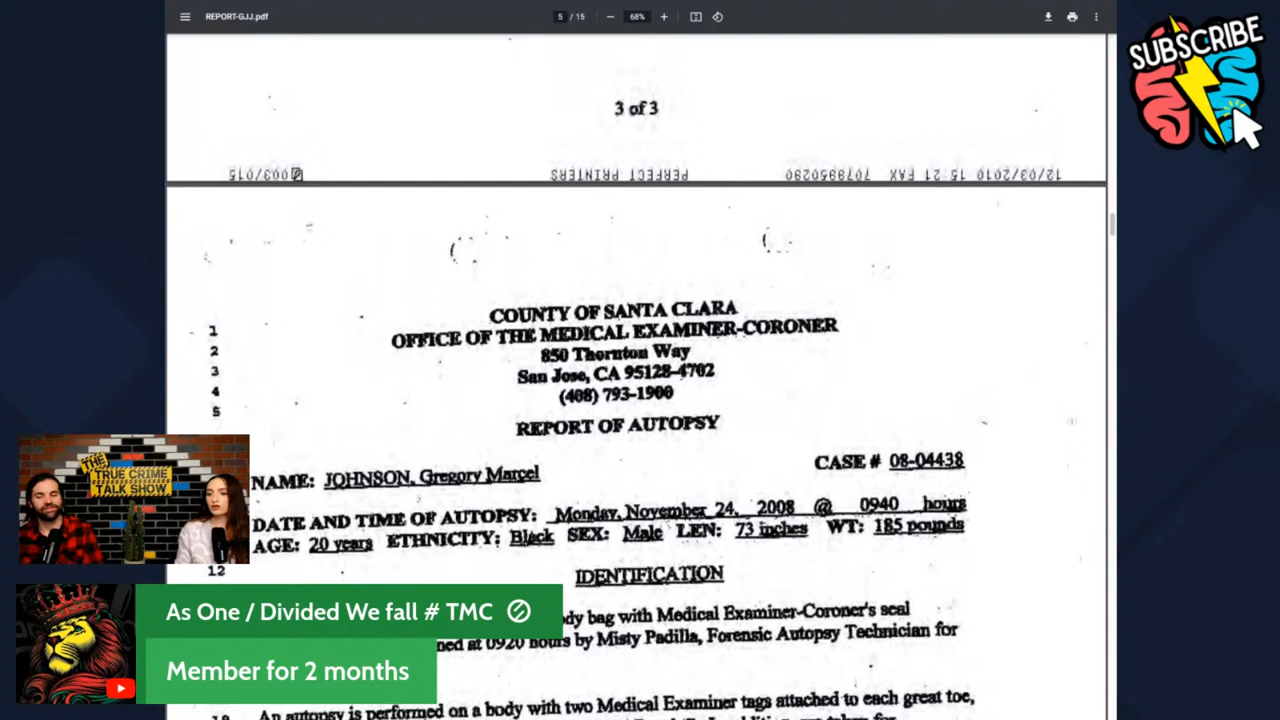 REPORT-GJJ.pdf
5 / 15
68%
SUBSCRIBE
3 of 3
12/03/2010 15:21 FAX 7079950290 PERFECT PRINTERS 003/015
COUNTY OF SANTA CLARA
1
OFFICE OF THE MEDICAL EXAMINER-CORONER
2
850 Thornton Way
3
San Jose, CA 95128-4702
4
(408) 793-1900
5
REPORT OF AUTOPSY
CASE # 08-04438
NAME: JOHNSON, Gregory Marcel
DATE AND TIME OF AUTOPSY: Monday, November 24, 2008 @ 0940 hours
AGE: 20 years ETHNICITY: Black SEX: Male LEN: 73 inches WT: 185 pounds
12
IDENTIFICATION
body bag with Medical Examiner-Coroner's seal
at 0920 hours by Misty Padilla, Forensic Autopsy Technician for
An autopsy is performed on a body with two Medical Examiner tags attached to each great toe,
THE
TRUE CRIME
TALK SHOW
As One / Divided We fall # TMC
Member for 2 months